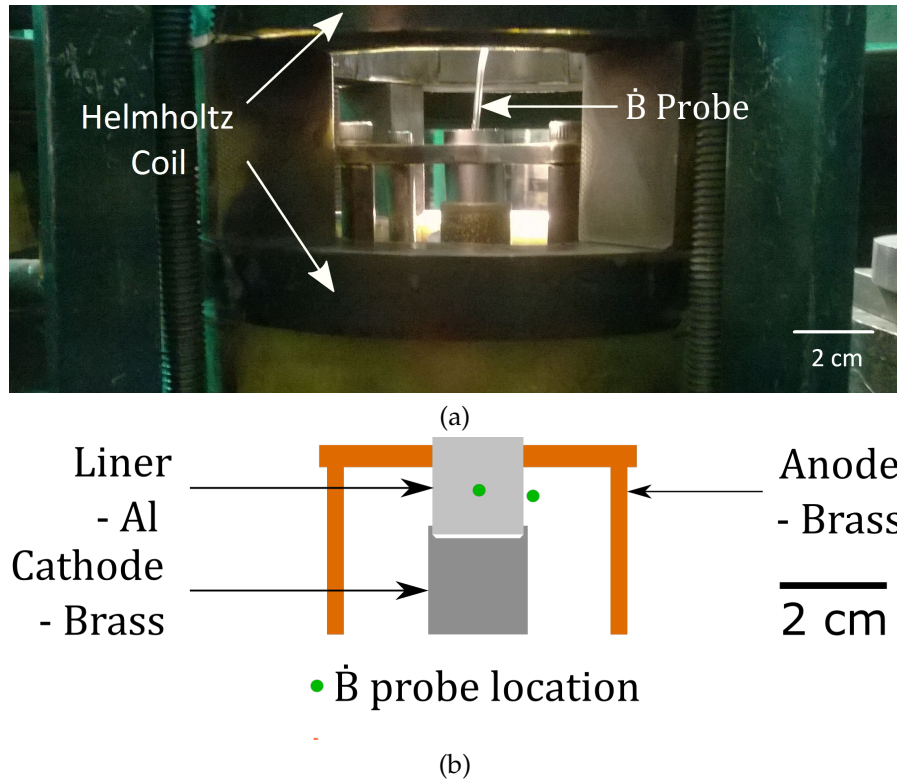 Helmholtz
Coil
Ḃ Probe
2 cm
(a)
Liner
- Al
Cathode
- Brass
Anode
- Brass
2 cm
Ḃ probe location
(b)